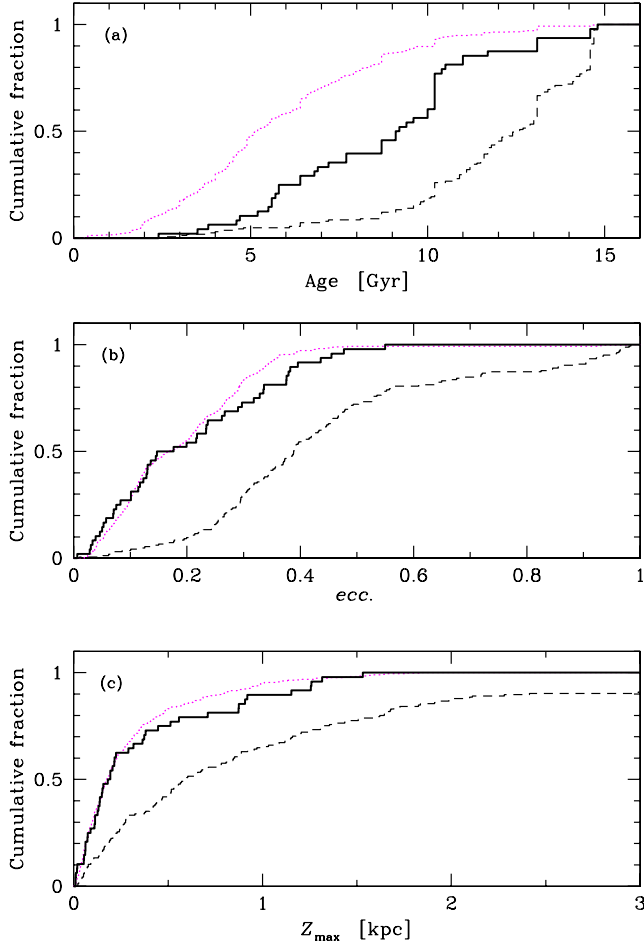 (a)
Cumulative fraction
1
0.5
0
0 5 10 15
Age [Gyr]
(b)
Cumulative fraction
1
0.5
0
0 0.2 0.4 0.6 0.8 1
ecc.
(c)
Cumulative fraction
1
0.5
0
0 1 2 3
Zmax [kpc]